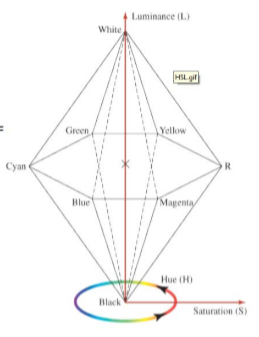 Luminance (L)
White
HSL.gif
=
Green
Yellow
Cyan
R
Blue
Magenta
Hue (H)
Black
Saturation (S)